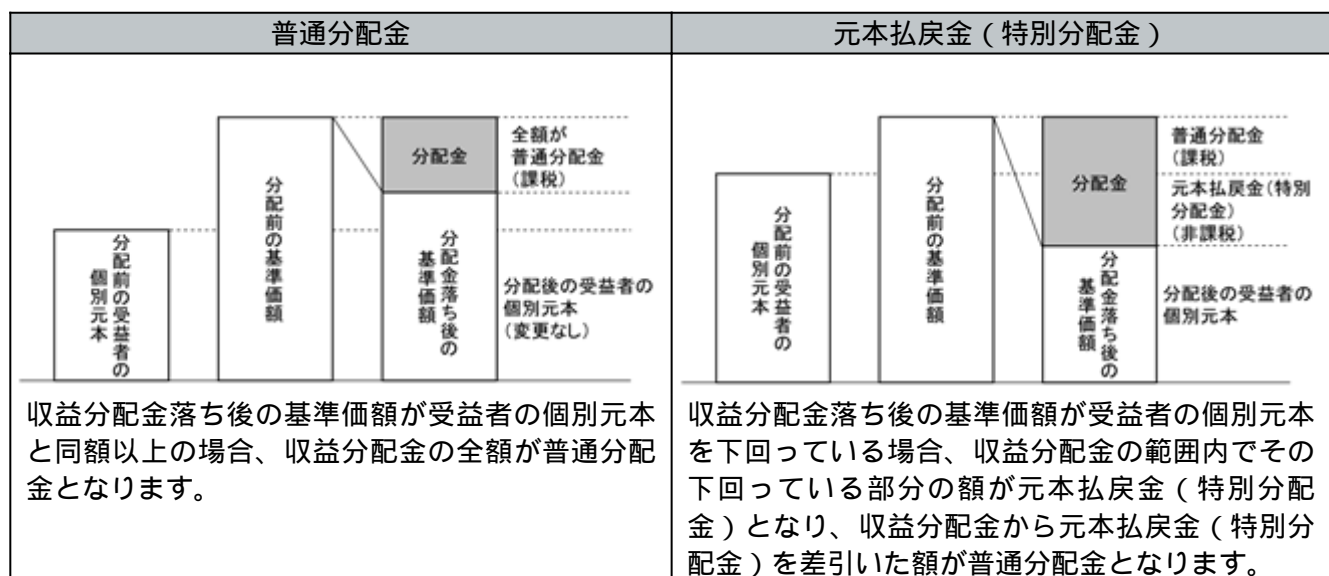 普通分配金
分配前の受益者の
個別元本
分配前の基準価額
分配金
分配金落ち後の
基準価額
全額が
普通分配金
(課税)
分配後の受益者の
個別元本
(変更なし)
収益分配金落ち後の基準価額が受益者の個別元本
と同額以上の場合、収益分配金の全額が普通分配
金となります。
元本払戻金(特別分配金)
分配前の受益者の
個別元本
分配前の基準価額
分配金
分配金落ち後の
基準価額
普通分配金
(課税)
元本払戻金(特別
分配金)
(非課税)
分配後の受益者の
個別元本
収益分配金落ち後の基準価額が受益者の個別元本
を下回っている場合、収益分配金の範囲内でその
下回っている部分の額が元本払戻金(特別分配
金)となり、収益分配金から元本払戻金(特別分
配金)を差引いた額が普通分配金となります。